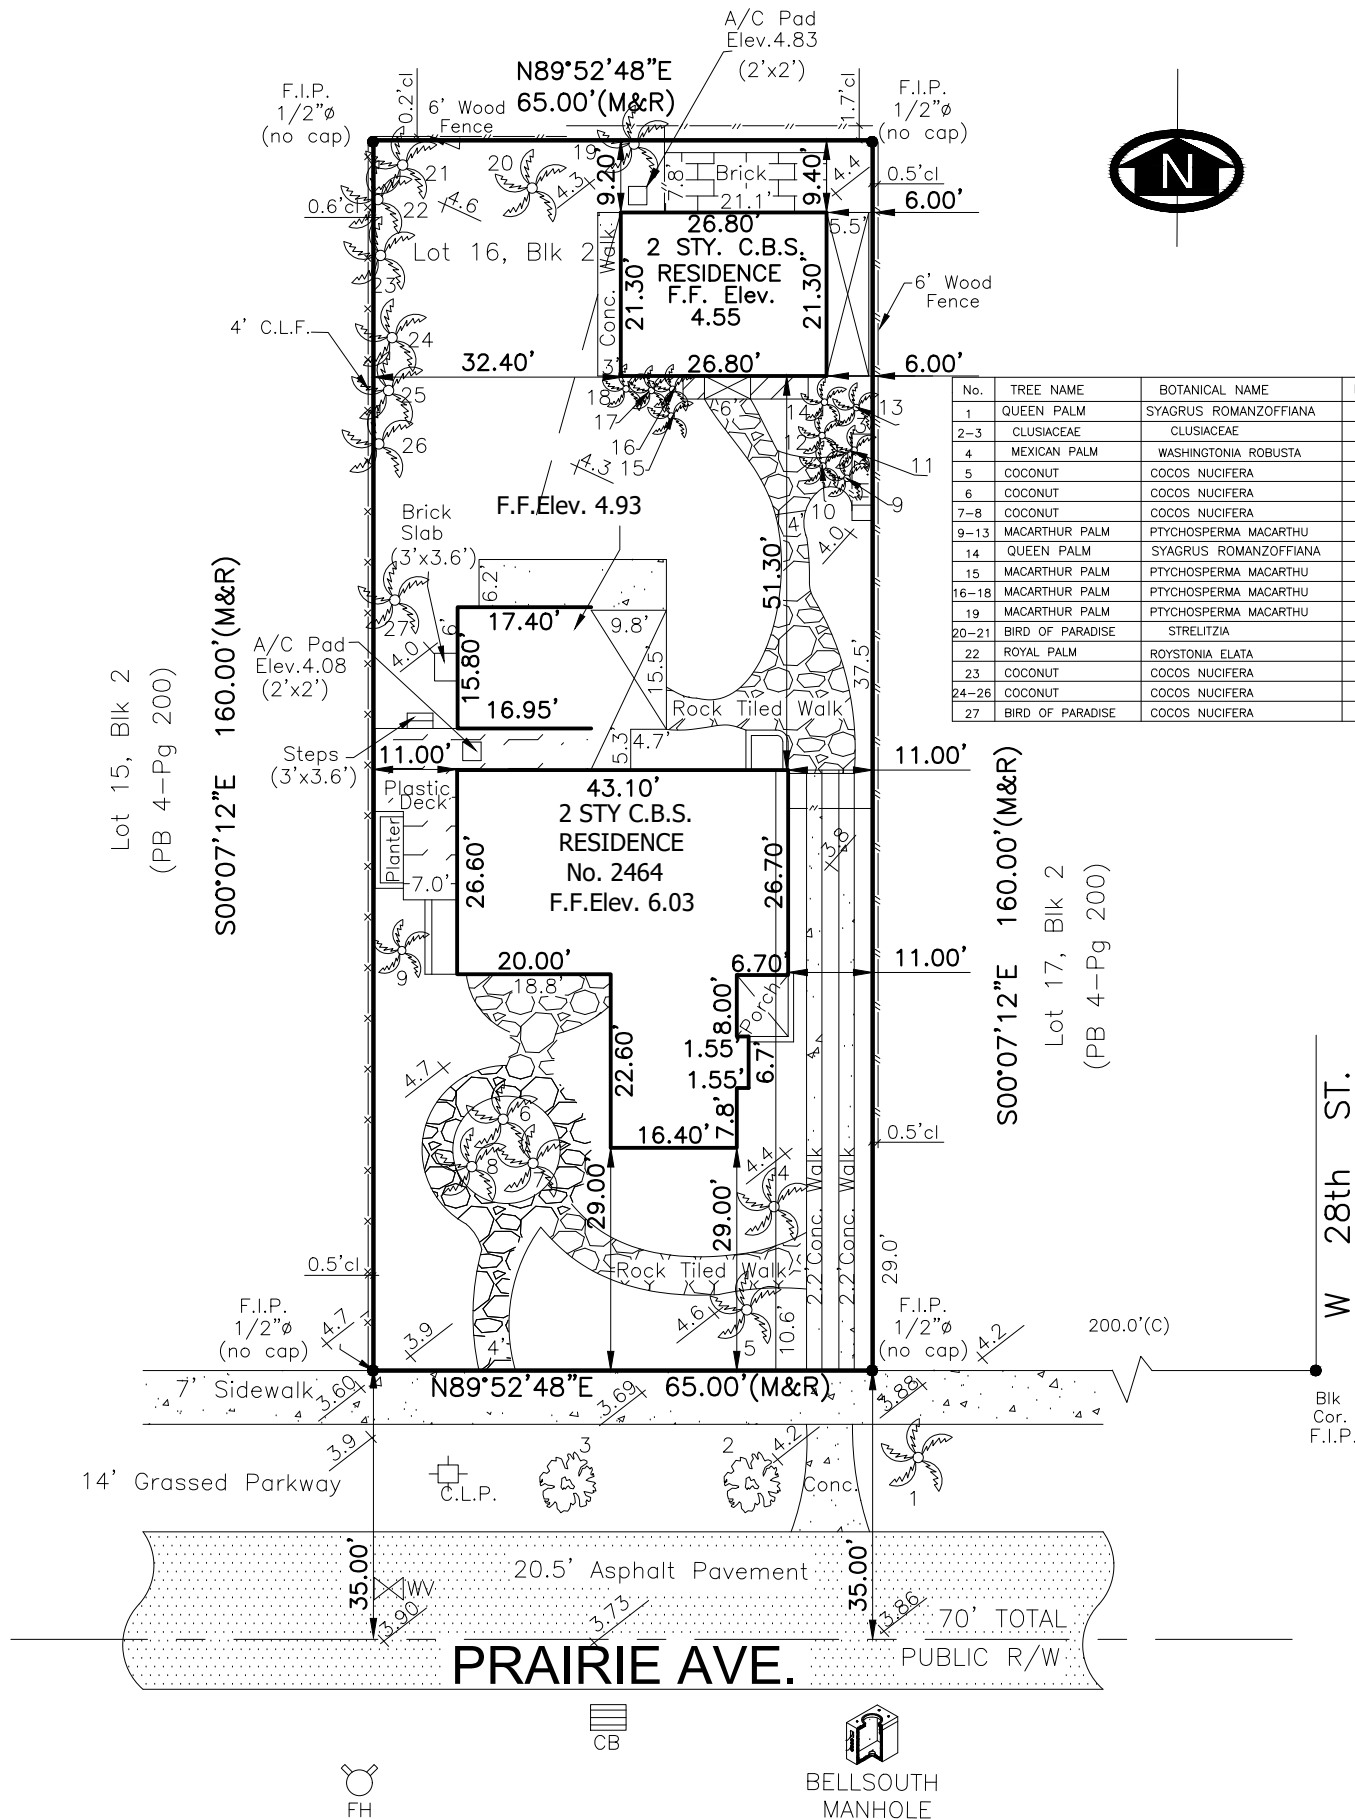 A/C Pad
Elev.4.83
(2'x2')
N89°52'48"E
65.00'(M&R)
F.I.P.
1/2"ø
(no cap)
0.2'cl
6' Wood
Fence
1.7'cl
F.I.P.
1/2"ø
(no cap)
N
19
20
21
22
4.6
4.3
9.20'
7.8'
Brick
21.1'
9.40'
4.4
0.5'cl
6.00'
0.6'cl
Lot 16, Blk 2
Conc. Walk
26.80'
2 STY. C.B.S.
RESIDENCE
F.F. Elev.
4.55
21.30'
21.30'
5.5'
6' Wood
Fence
23
4' C.L.F.
24
32.40'
3'
26.80'
6.00'
25
26
18
17
16
15
6'
14
13
12
11
10
9
4.3
F.F.Elev. 4.93
4'
4.0
No. TREE NAME BOTANICAL NAME
1 QUEEN PALM SYAGRUS ROMANZOFFIANA
2-3 CLUSIACEAE CLUSIACEAE
4 MEXICAN PALM WASHINGTONIA ROBUSTA
5 COCONUT COCOS NUCIFERA
6 COCONUT COCOS NUCIFERA
7-8 COCONUT COCOS NUCIFERA
9-13 MACARTHUR PALM PTYCHOSPERMA MACARTHU
14 QUEEN PALM SYAGRUS ROMANZOFFIANA
15 MACARTHUR PALM PTYCHOSPERMA MACARTHU
16-18 MACARTHUR PALM PTYCHOSPERMA MACARTHU
19 MACARTHUR PALM PTYCHOSPERMA MACARTHU
20-21 BIRD OF PARADISE STRELITZIA
22 ROYAL PALM ROYSTONIA ELATA
23 COCONUT COCOS NUCIFERA
24-26 COCONUT COCOS NUCIFERA
27 BIRD OF PARADISE COCOS NUCIFERA
Brick
Slab
(3'x3.6')
6.2'
51.30'
27
4.0
6'
17.40'
9.8'
15.80'
15.5'
37.5'
A/C Pad
Elev.4.08
(2'x2')
16.95'
Rock Tiled Walk
Steps
(3'x3.6')
11.00'
5.3'
4.7'
11.00'
Lot 15, Blk 2
(PB 4-Pg 200)
S00°07'12"E 160.00'(M&R)
Plastic
Deck
Planter
7.0'
43.10'
2 STY C.B.S.
RESIDENCE
No. 2464
F.F.Elev. 6.03
26.60'
26.70'
3.8
S00°07'12"E 160.00'(M&R)
Lot 17, Blk 2
(PB 4-Pg 200)
9
20.00'
18.8'
6.70'
11.00'
8.00'
Porch
1.55'
1.55'
6.7'
7.8'
22.60'
16.40'
4.7
6
8
7
4.4
4
0.5'cl
29.00'
29.00'
2.2' Conc. Walk
2.2' Conc. Walk
29.0'
Rock Tiled Walk
0.5'cl
4.6
5
10.6'
4'
F.I.P.
1/2"ø
(no cap)
4.7
3.9
F.I.P.
1/2"ø
(no cap)
4.2
200.0'(C)
W 28th ST.
Blk
Cor.
F.I.P.
7' Sidewalk
3.60
N89°52'48"E 65.00'(M&R)
3.69
3.88
3.9
3
2
4.2
1
14' Grassed Parkway
C.L.P.
Conc.
35.00'
35.00'
20.5' Asphalt Pavement
WV
3.90
3.73
3.86
70' TOTAL
PUBLIC R/W
PRAIRIE AVE.
CB
FH
BELLSOUTH
MANHOLE